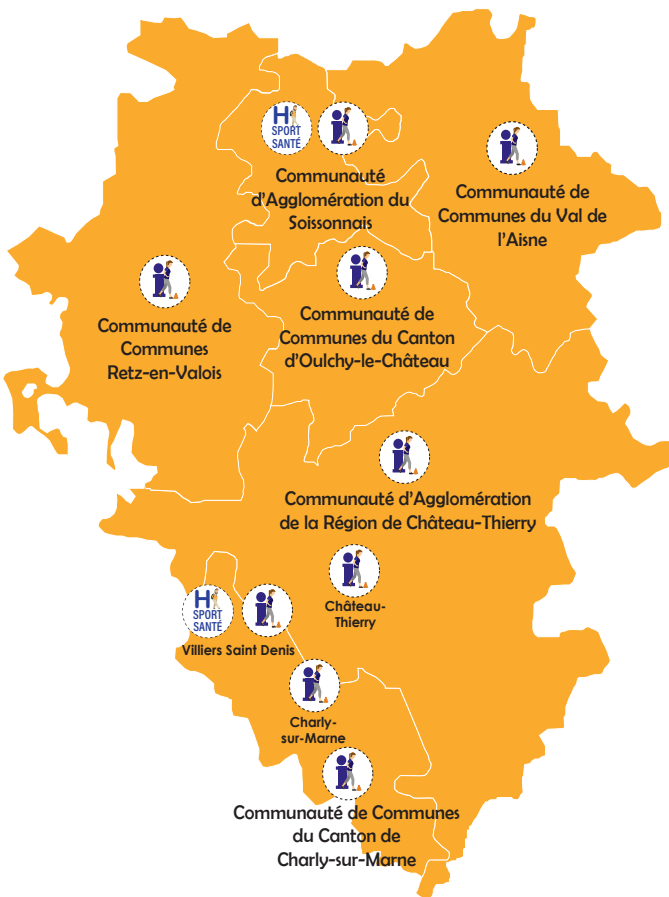 H
SPORT
SANTÉ
Communauté
d'Agglomération du
Soissonnais
Communauté de
Communes du Val de
l'Aisne
Communauté de
Communes
Retz-en-Valois
Communauté de
Communes du Canton
d'Oulchy-le-Château
Communauté d'Agglomération
de la Région de Château-Thierry
Château-
Thierry
H
SPORT
SANTÉ
Villiers Saint Denis
Charly-
sur-Marne
Communauté de Communes
du Canton de
Charly-sur-Marne